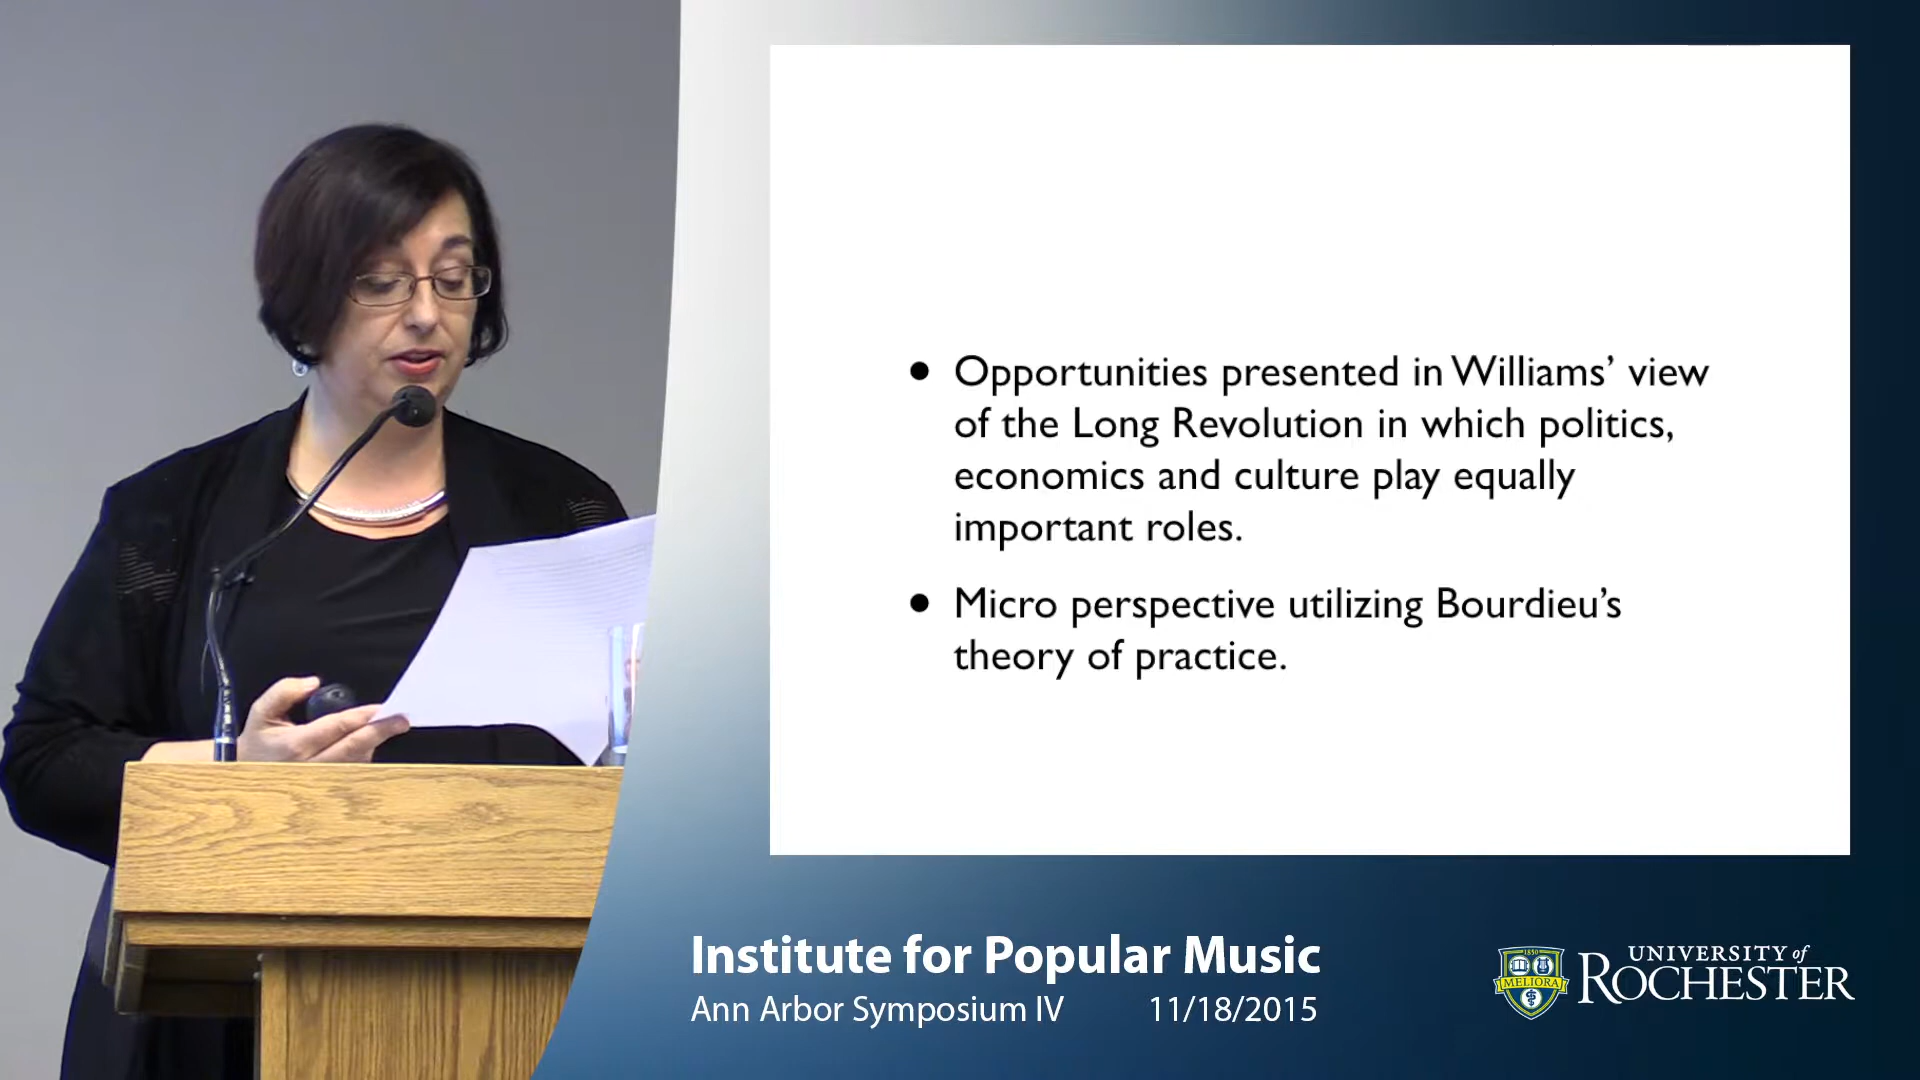 • Opportunities presented in Williams’ view
of the Long Revolution in which politics,
economics and culture play equally
important roles.
• Micro perspective utilizing Bourdieu’s
theory of practice.
Institute for Popular Music
Ann Arbor Symposium IV 11/18/2015
UNIVERSITY of
ROCHESTER
1850
MELIORA